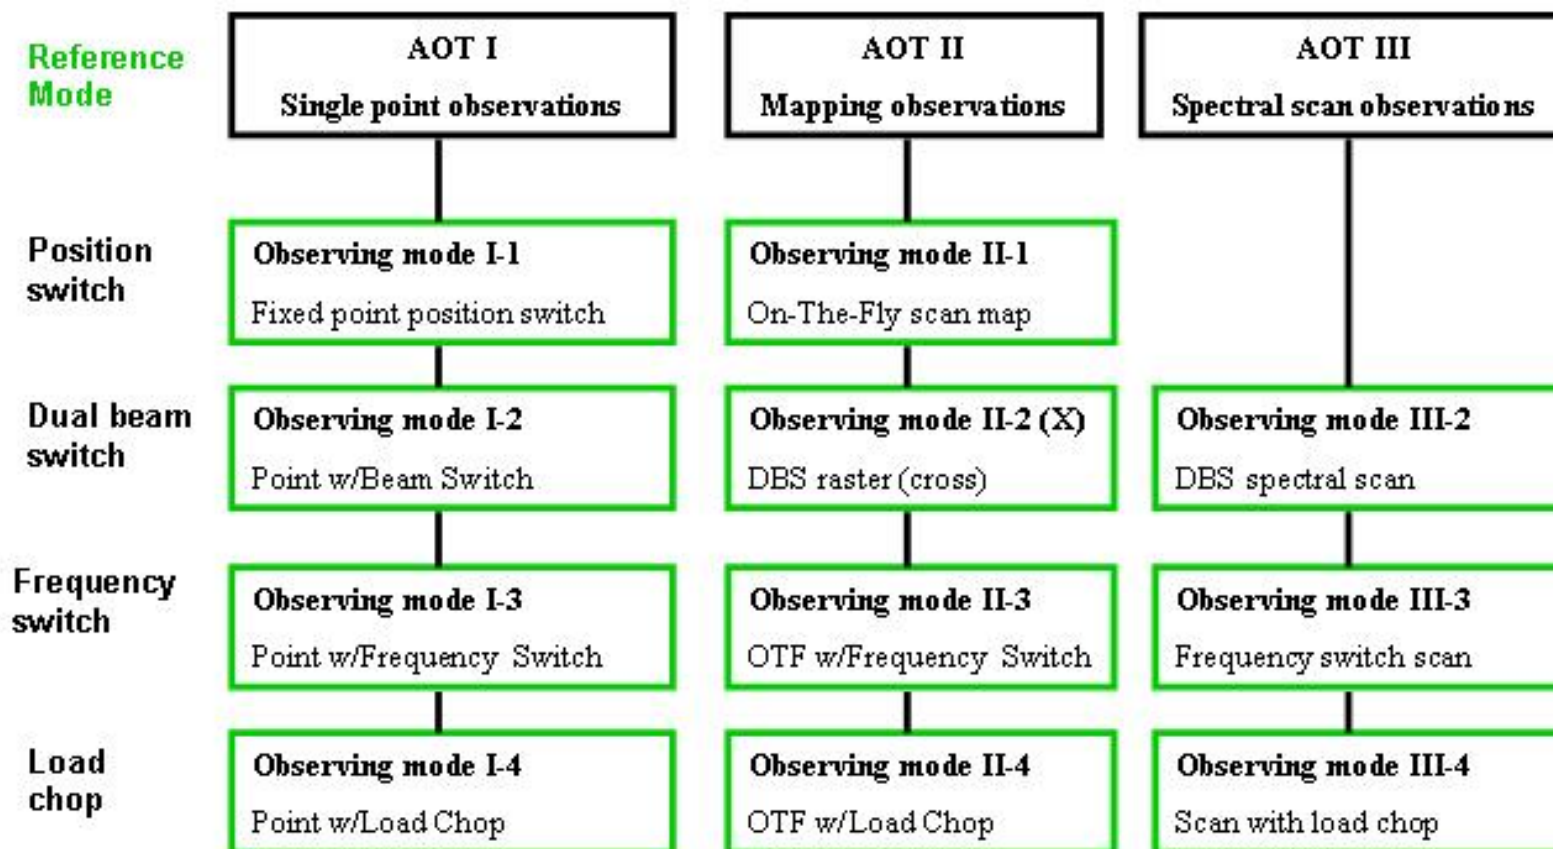 Reference
Mode
AOT I
Single point observations
AOT II
Mapping observations
AOT III
Spectral scan observations
Position
switch
Observing mode I-1
Fixed point position switch
Observing mode II-1
On-The-Fly scan map
Dual beam
switch
Observing mode I-2
Point w/Beam Switch
Observing mode II-2 (X)
DBS raster (cross)
Observing mode III-2
DBS spectral scan
Frequency
switch
Observing mode I-3
Point w/Frequency Switch
Observing mode II-3
OTF w/Frequency Switch
Observing mode III-3
Frequency switch scan
Load
chop
Observing mode I-4
Point w/Load Chop
Observing mode II-4
OTF w/Load Chop
Observing mode III-4
Scan with load chop